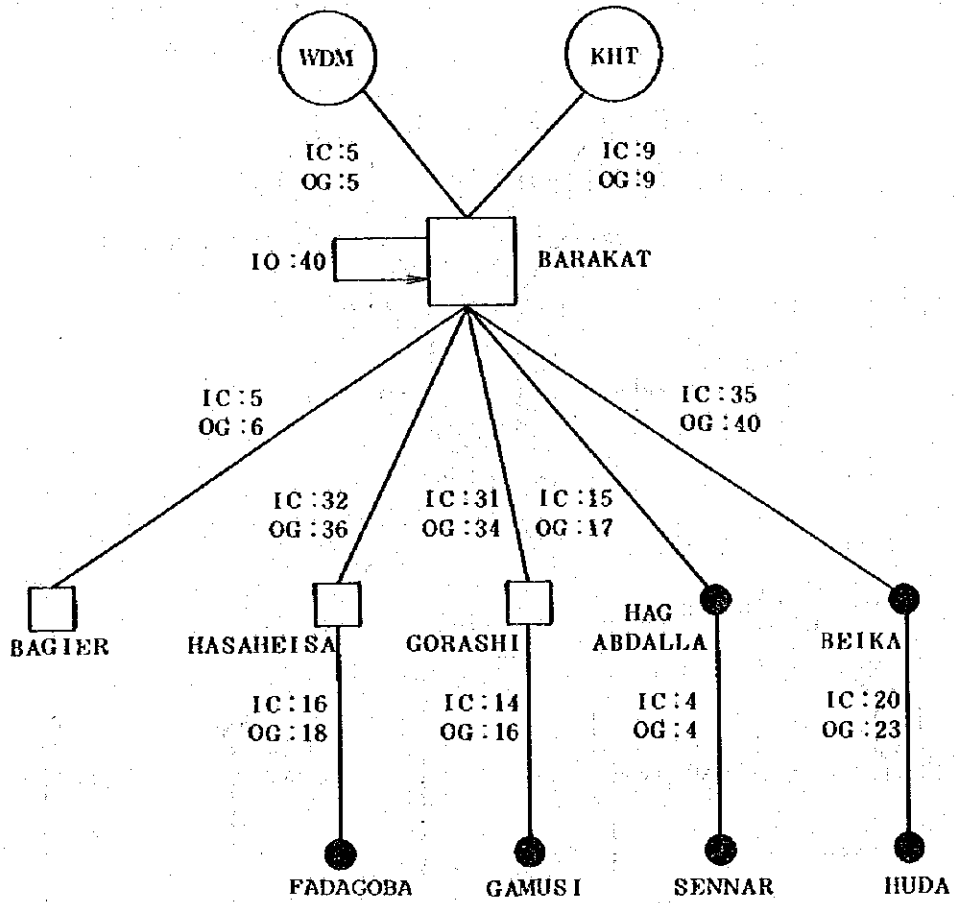 WDM
KHT
IC:5
OG:5
IC:9
OG:9
IO:40
BARAKAT
IC:5
OG:6
IC:35
OG:40
IC:32
OG:36
IC:31
OG:34
IC:15
OG:17
BAGIER
HASAHEISA
GORASHI
HAG
ABDALLA
BEIKA
IC:16
OG:18
IC:14
OG:16
IC:4
OG:4
IC:20
OG:23
FADAGOBA
GAMUSI
SENNAR
HUDA